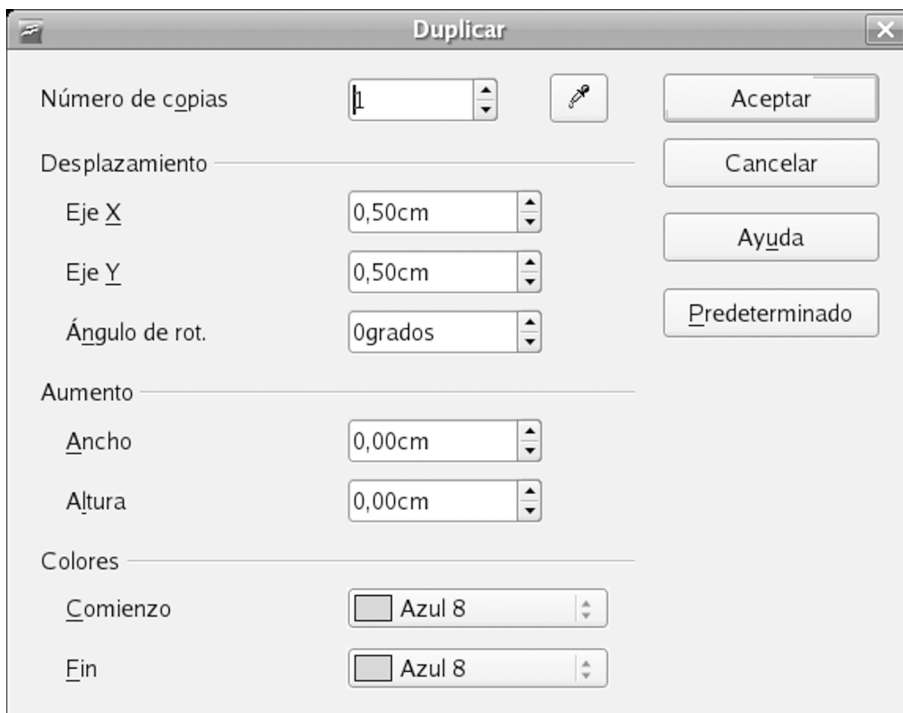 Duplicar
Número de copias 1 Aceptar
Desplazamiento Cancelar
Eje X 0,50cm Ayuda
Eje Y 0,50cm
Ángulo de rot. 0grados Predeterminado
Aumento
Ancho 0,00cm
Altura 0,00cm
Colores
Comienzo Azul 8
Fin Azul 8